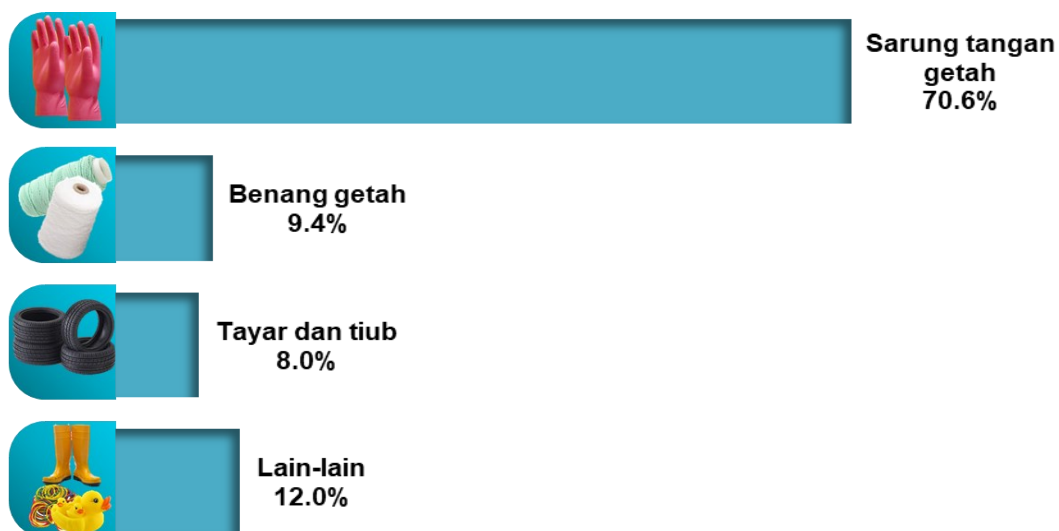 Sarung tangan
getah
70.6%
Benang getah
9.4%
Tayar dan tiub
8.0%
Lain-lain
12.0%